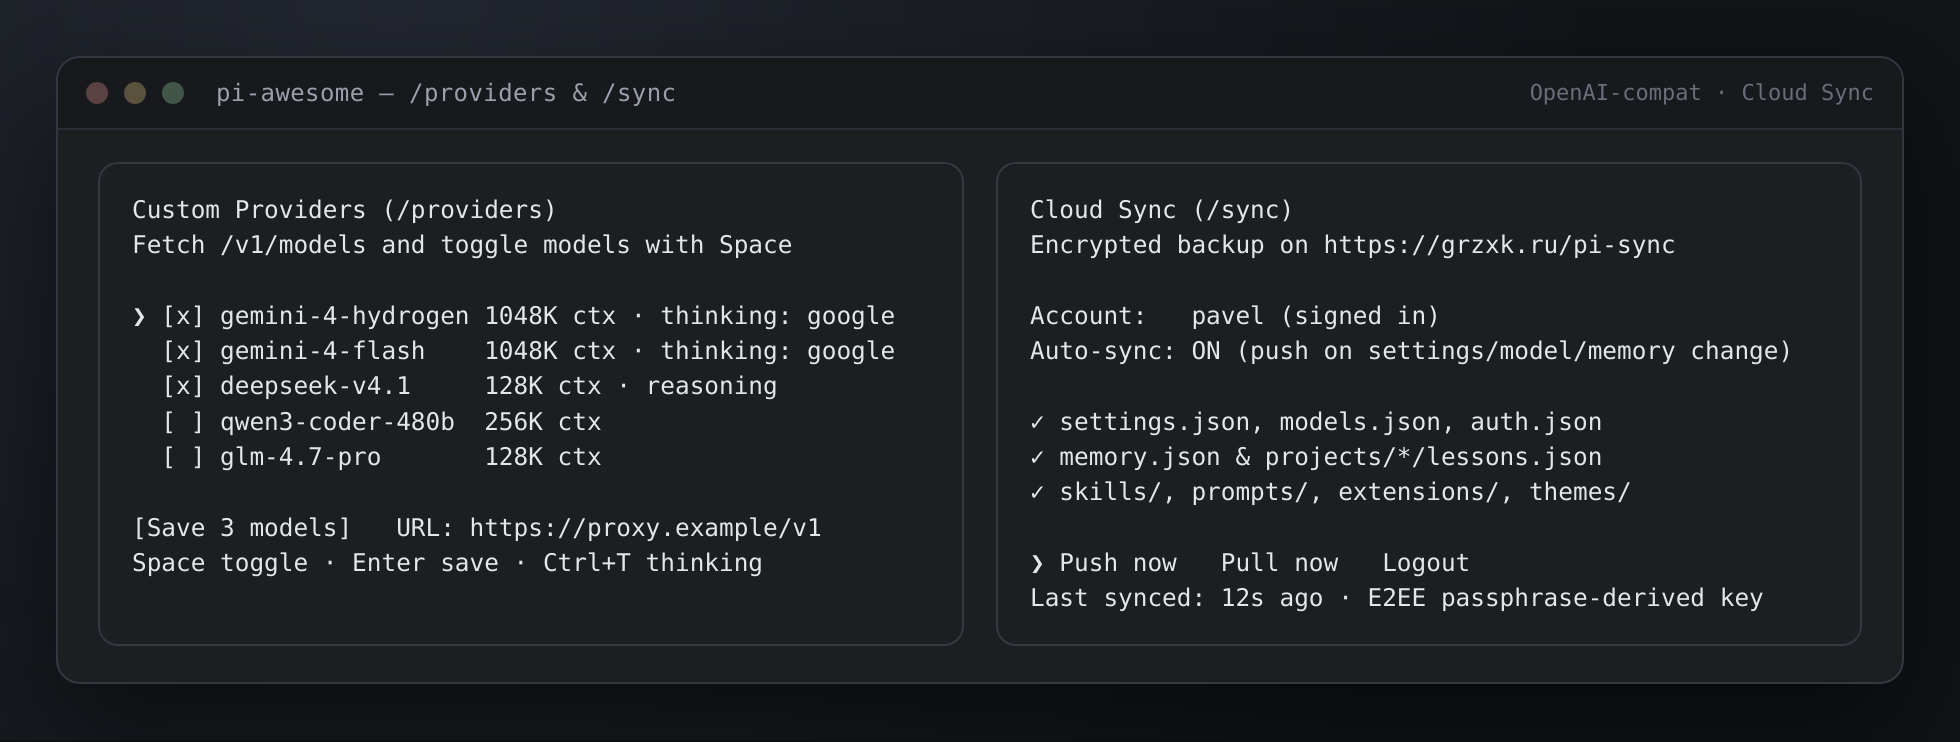 pi-awesome — /providers & /sync
OpenAI-compat · Cloud Sync
Custom Providers (/providers)
Fetch /v1/models and toggle models with Space
❯ [x] gemini-4-hydrogen 1048K ctx · thinking: google
[x] gemini-4-flash    1048K ctx · thinking: google
[x] deepseek-v4.1     128K ctx · reasoning
[ ] qwen3-coder-480b  256K ctx
[ ] glm-4.7-pro       128K ctx
[Save 3 models]   URL: https://proxy.example/v1
Space toggle · Enter save · Ctrl+T thinking
Cloud Sync (/sync)
Encrypted backup on https://grzxk.ru/pi-sync
Account:   pavel (signed in)
Auto-sync: ON (push on settings/model/memory change)
✓ settings.json, models.json, auth.json
✓ memory.json & projects/*/lessons.json
✓ skills/, prompts/, extensions/, themes/
❯ Push now   Pull now   Logout
Last synced: 12s ago · E2EE passphrase-derived key